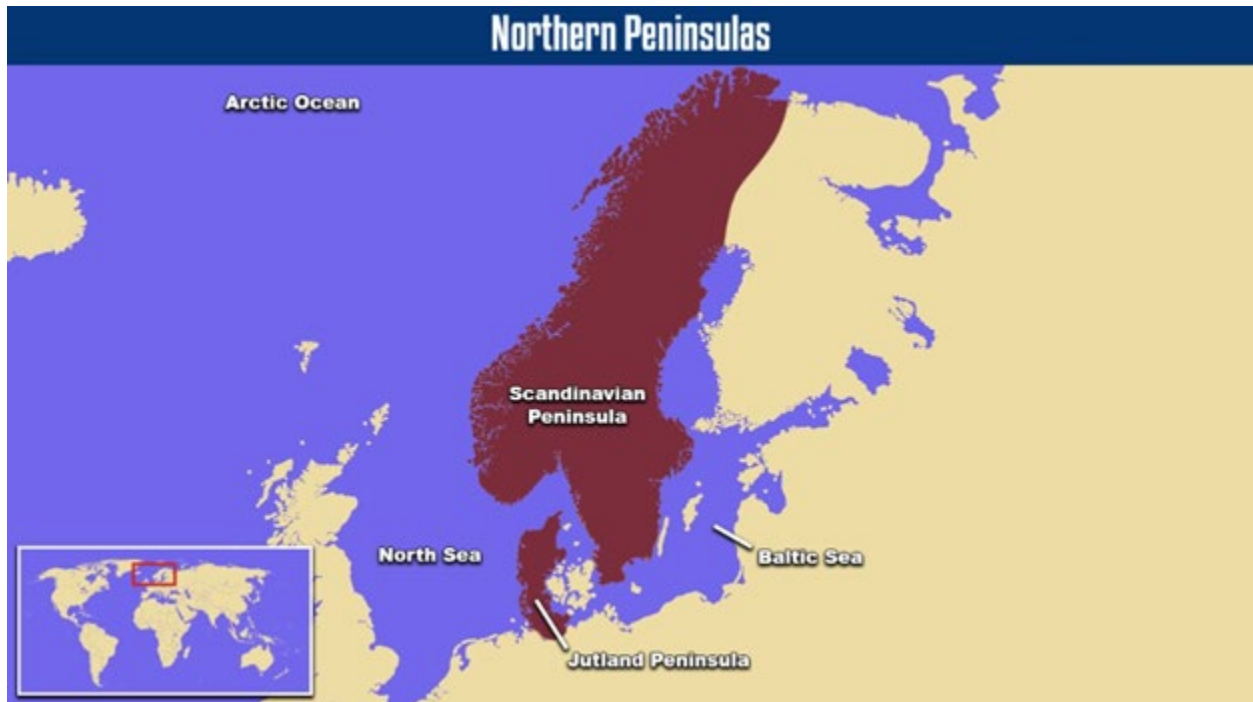 Northern Peninsulas
Arctic Ocean
Scandinavian
Peninsula
North Sea
Baltic Sea
Jutland Peninsula